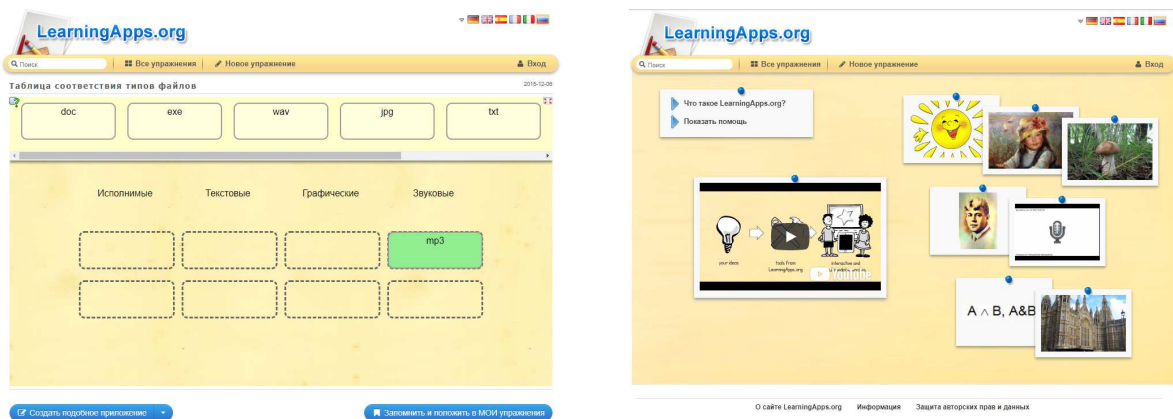 LearningApps.org
Поиск
Все упражнения
Новое упражнение
Вход
Таблица соответствия типов файлов
2015-12-06
doc
exe
wav
jpg
txt
Исполнимые
Текстовые
Графические
Звуковые
mp3
Создать подобное приложение
Запомнить и положить в МОИ упражнения
LearningApps.org
Поиск
Все упражнения
Новое упражнение
Вход
Что такое LearningApps.org?
Показать помощь
your ideas
tools from
LearningApps.org
interactive and
YouTube
A ∧ B, A&B
О сайте LearningApps.org
Информация
Защита авторских прав и данных